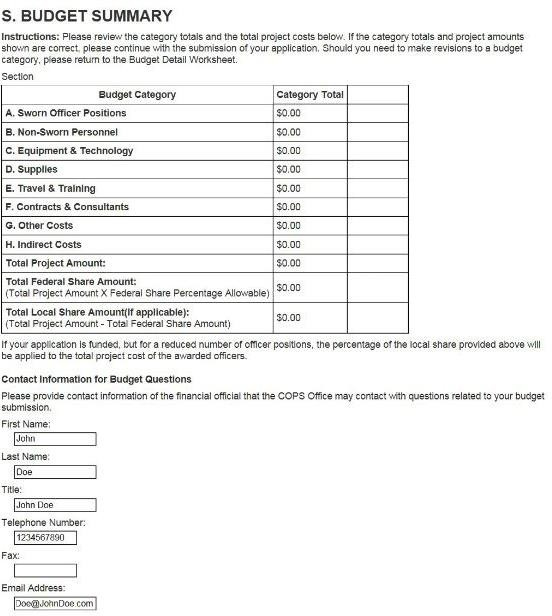 S. BUDGET SUMMARY
Instructions: Please review the category totals and the total project costs below. If the category totals and project amounts
shown are correct, please continue with the submission of your application. Should you need to make revisions to a budget
category, please return to the Budget Detail Worksheet.
Section
Budget Category Category Total
A. Sworn Officer Positions $0.00
B. Non-Sworn Personnel $0.00
C. Equipment & Technology $0.00
D. Supplies $0.00
E. Travel & Training $0.00
F. Contracts & Consultants $0.00
G. Other Costs $0.00
H. Indirect Costs $0.00
Total Project Amount: $0.00
Total Federal Share Amount:
(Total Project Amount X Federal Share Percentage Allowable) $0.00
Total Local Share Amount(If applicable):
(Total Project Amount - Total Federal Share Amount) $0.00
If your application is funded, but for a reduced number of officer positions, the percentage of the local share provided above will
be applied to the total project cost of the awarded officers.
Contact Information for Budget Questions
Please provide contact information of the financial official that the COPS Office may contact with questions related to your budget
submission.
First Name:
John
Last Name:
Doe
Title:
John Doe
Telephone Number:
1234567890
Fax:
Email Address:
Doe@JohnDoe.com